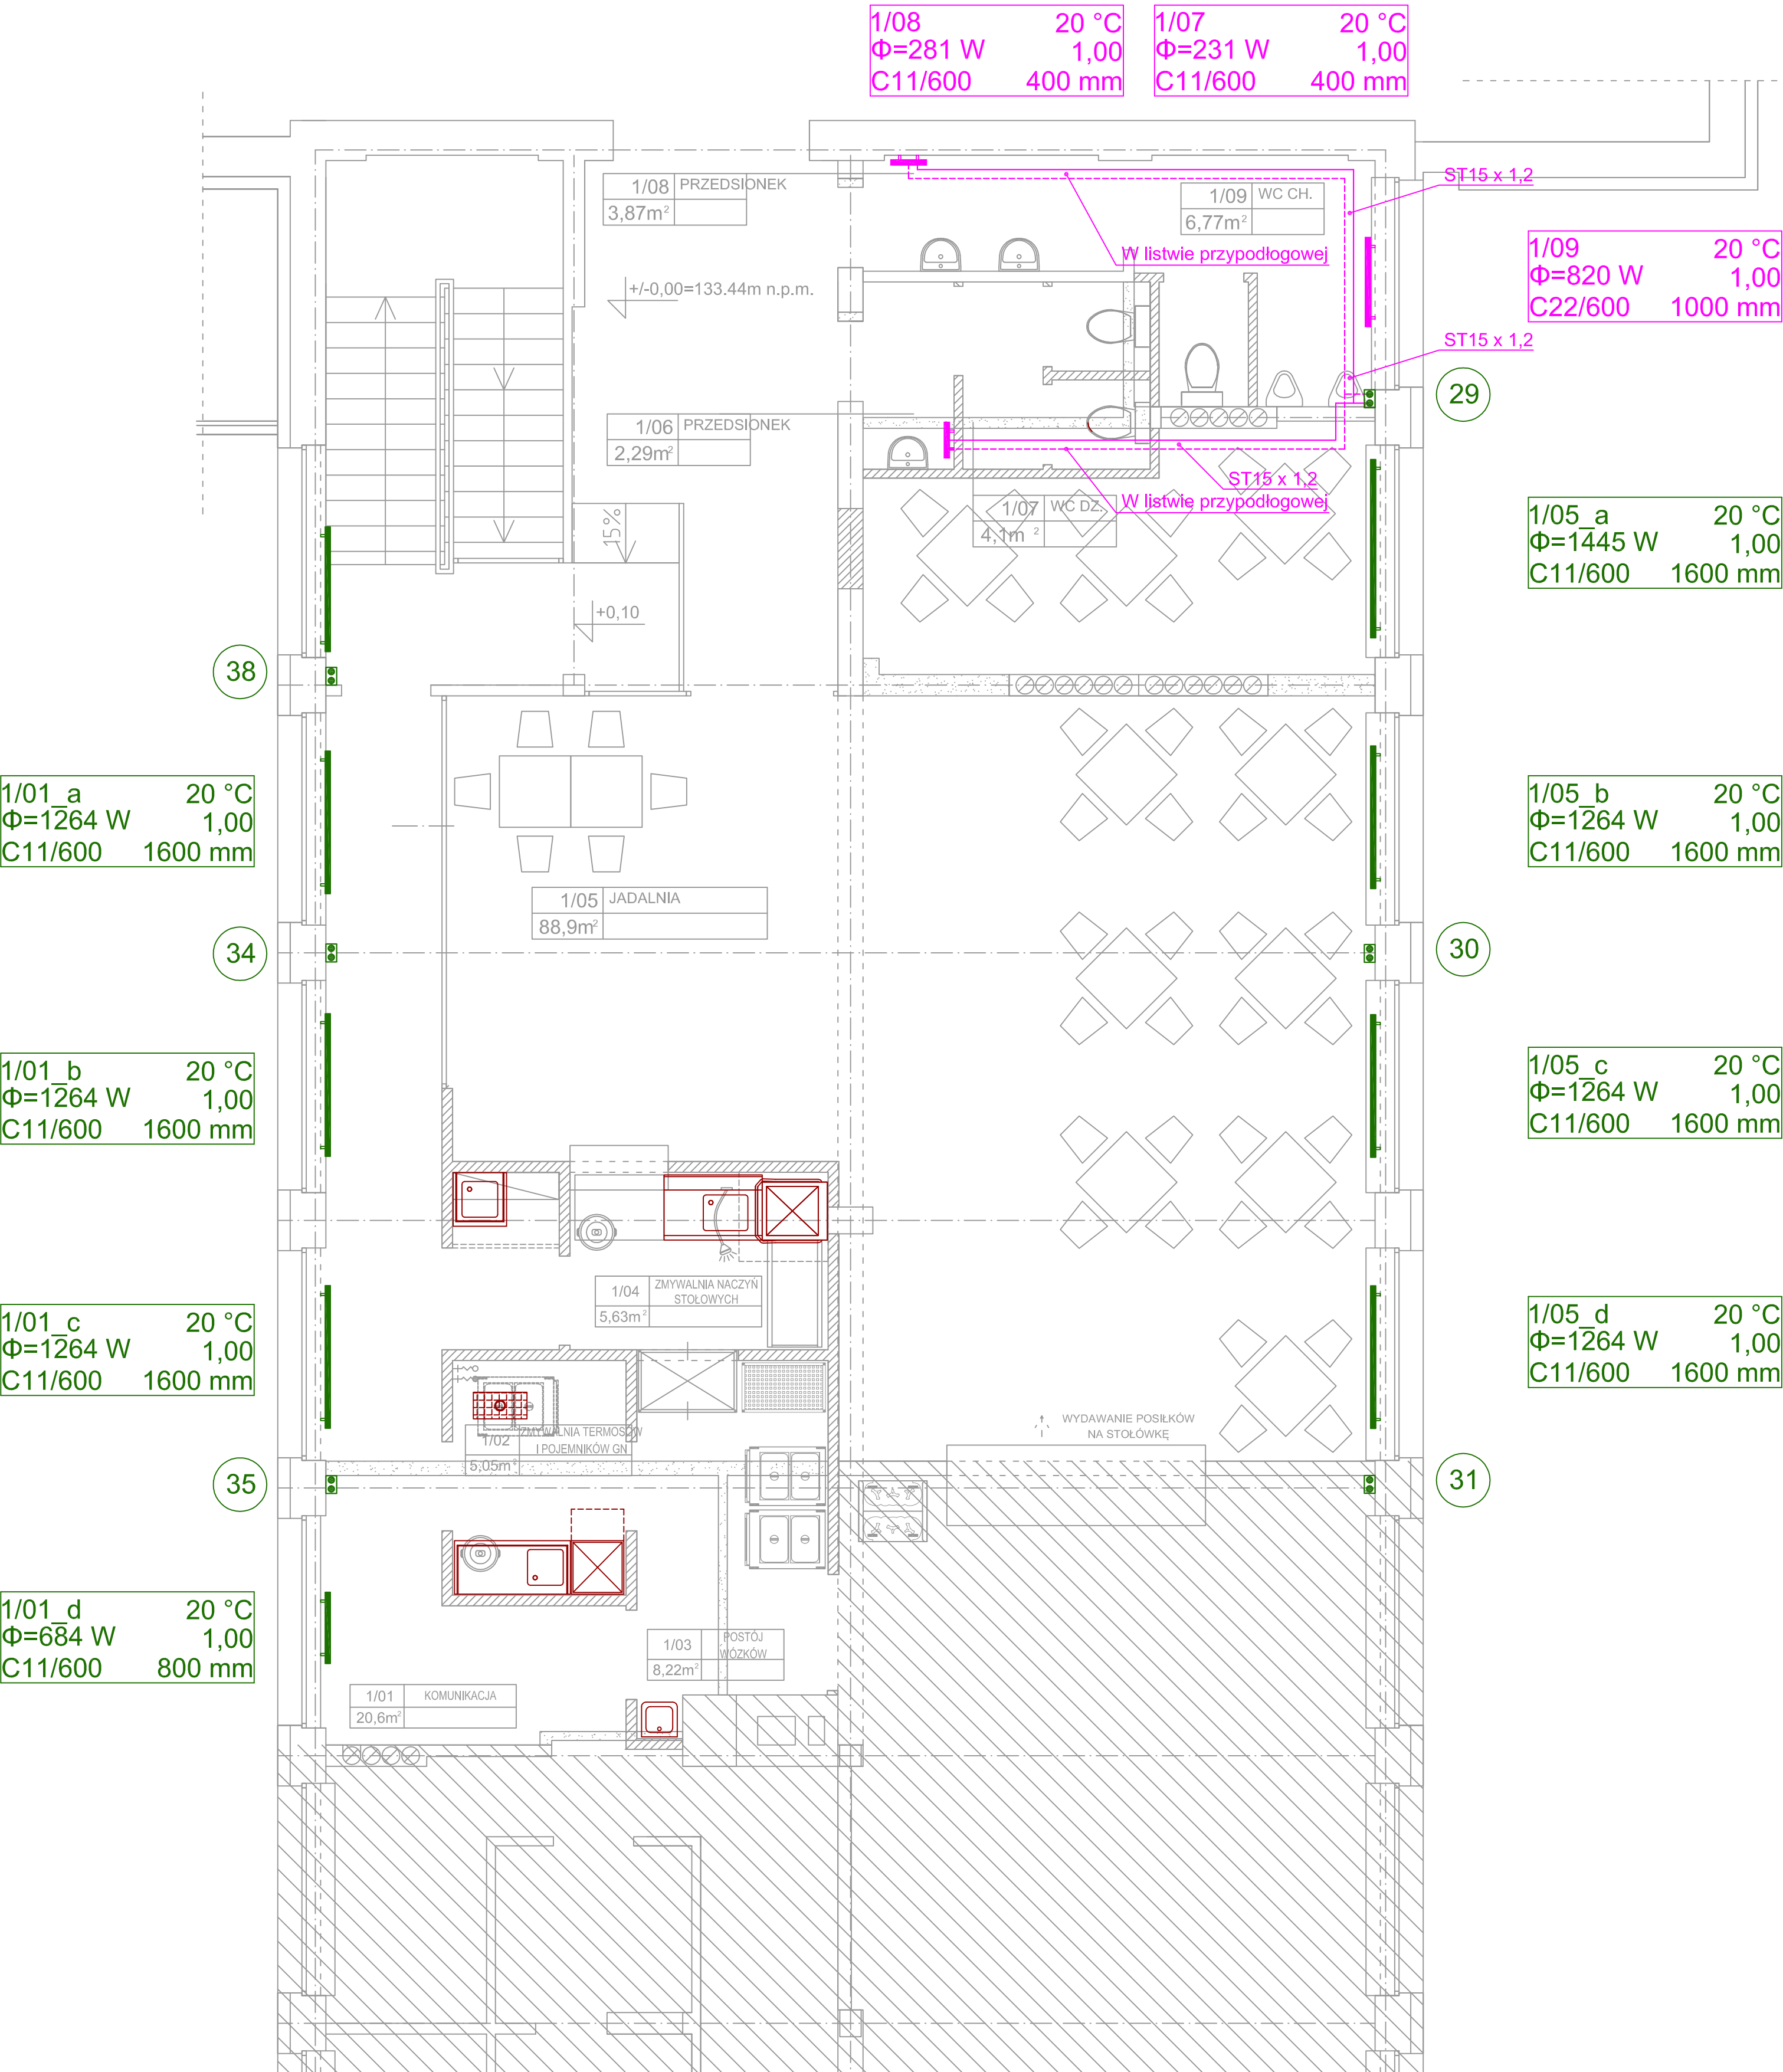 1/08 20 °C
Φ=281 W 1,00
C11/600 400 mm
1/07 20 °C
Φ=231 W 1,00
C11/600 400 mm
1/08 PRZEDSIONEK
3,87m²
1/09 WC CH.
6,77m²
ST15 x 1,2
W listwie przypodłogowej
1/09 20 °C
Φ=820 W 1,00
C22/600 1000 mm
+/-0,00=133.44m n.p.m.
ST15 x 1,2
29
1/06 PRZEDSIONEK
2,29m²
ST15 x 1,2
W listwie przypodłogowej
1/07 WC DZ.
4,1m²
15%
+0,10
1/05_a 20 °C
Φ=1445 W 1,00
C11/600 1600 mm
38
1/01_a 20 °C
Φ=1264 W 1,00
C11/600 1600 mm
1/05_b 20 °C
Φ=1264 W 1,00
C11/600 1600 mm
1/05 JADALNIA
88,9m²
34
30
1/01_b 20 °C
Φ=1264 W 1,00
C11/600 1600 mm
1/05_c 20 °C
Φ=1264 W 1,00
C11/600 1600 mm
1/04 ZMYWALNIA NACZYŃ
STOŁOWYCH
5,63m²
1/01_c 20 °C
Φ=1264 W 1,00
C11/600 1600 mm
1/05_d 20 °C
Φ=1264 W 1,00
C11/600 1600 mm
WYDAWANIE POSIŁKÓW
NA STOŁÓWKĘ
1/02 ZMYWALNIA TERMOSÓW
I POJEMNIKÓW GN
5,05m²
35
31
1/01_d 20 °C
Φ=684 W 1,00
C11/600 800 mm
1/03 POSTÓJ
WÓZKÓW
8,22m²
1/01 KOMUNIKACJA
20,6m²